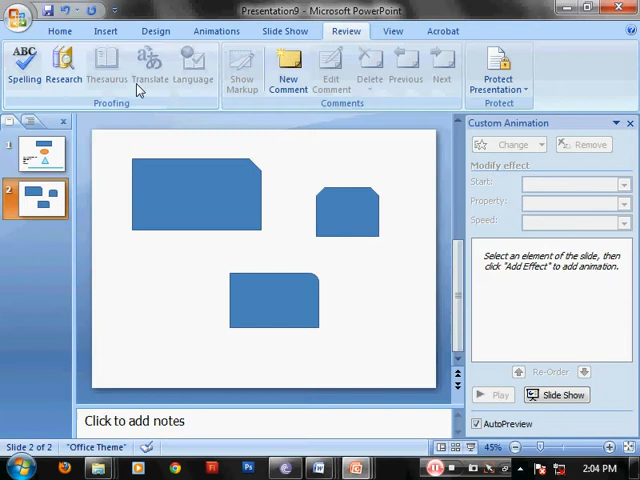 Presentation9 - Microsoft PowerPoint
Home Insert Design Animations Slide Show Review View Acrobat
ABC
Spelling Research Thesaurus Translate Language
Show Markup
New Comment
Edit Comment
Delete Previous Next
Protect Presentation
Proofing Comments Protect
Custom Animation
Change Remove
Modify effect
Start:
Property:
Speed:
1
2
Select an element of the slide, then
click "Add Effect" to add animation.
Re-Order
Play Slide Show
AutoPreview
Click to add notes
Slide 2 of 2 "Office Theme" 45%
2:04 PM